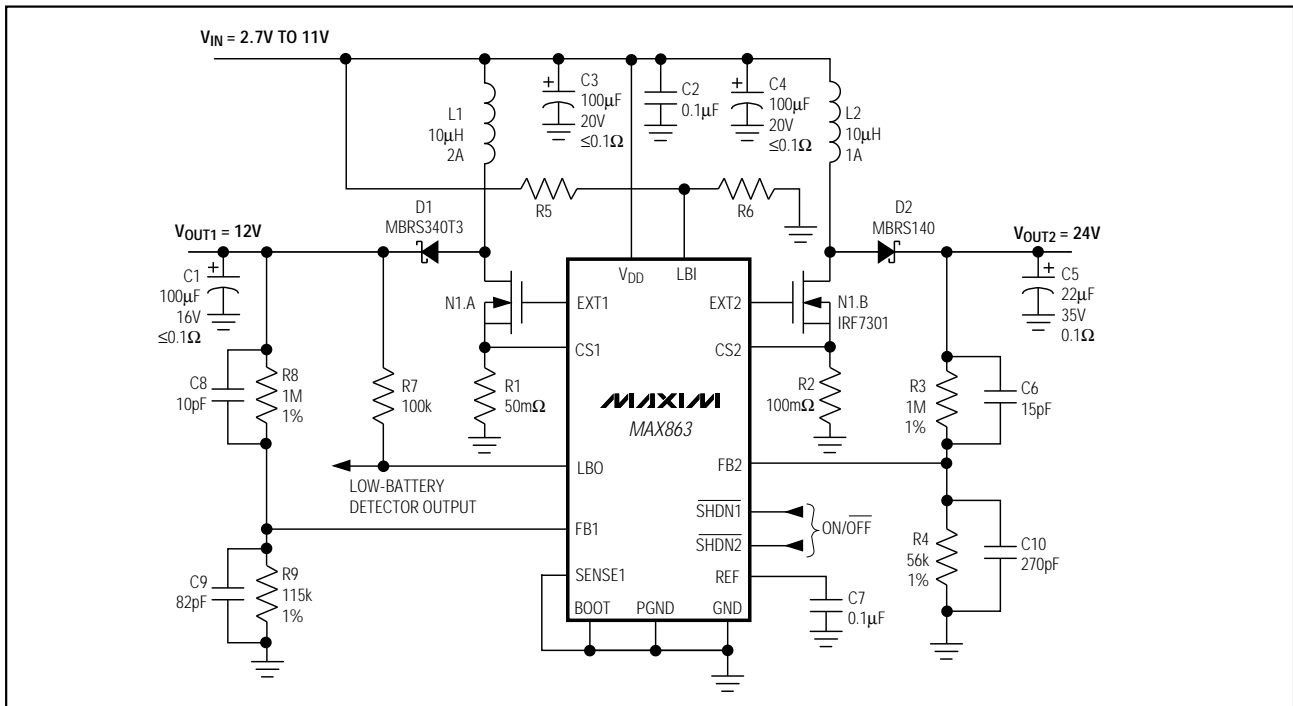 VIN = 2.7V TO 11V
L1
10µH
2A
C3
100µF
20V
≤0.1Ω
C2
0.1µF
C4
100µF
20V
≤0.1Ω
L2
10µH
1A
R5
R6
D1
MBRS340T3
D2
MBRS140
VOUT1 = 12V
VOUT2 = 24V
C1
100µF
16V
≤0.1Ω
N1.A
VDD
LBI
EXT1
EXT2
N1.B
IRF7301
C5
22µF
35V
0.1Ω
CS1
CS2
C8
10pF
R8
1M
1%
R7
100k
R1
50mΩ
MAXIM
MAX863
R2
100mΩ
R3
1M
1%
C6
15pF
LBO
FB2
LOW-BATTERY
DETECTOR OUTPUT
SHDN1
SHDN2
ON/OFF
FB1
C9
82pF
R9
115k
1%
SENSE1
REF
R4
56k
1%
C10
270pF
C7
0.1µF
BOOT
PGND
GND